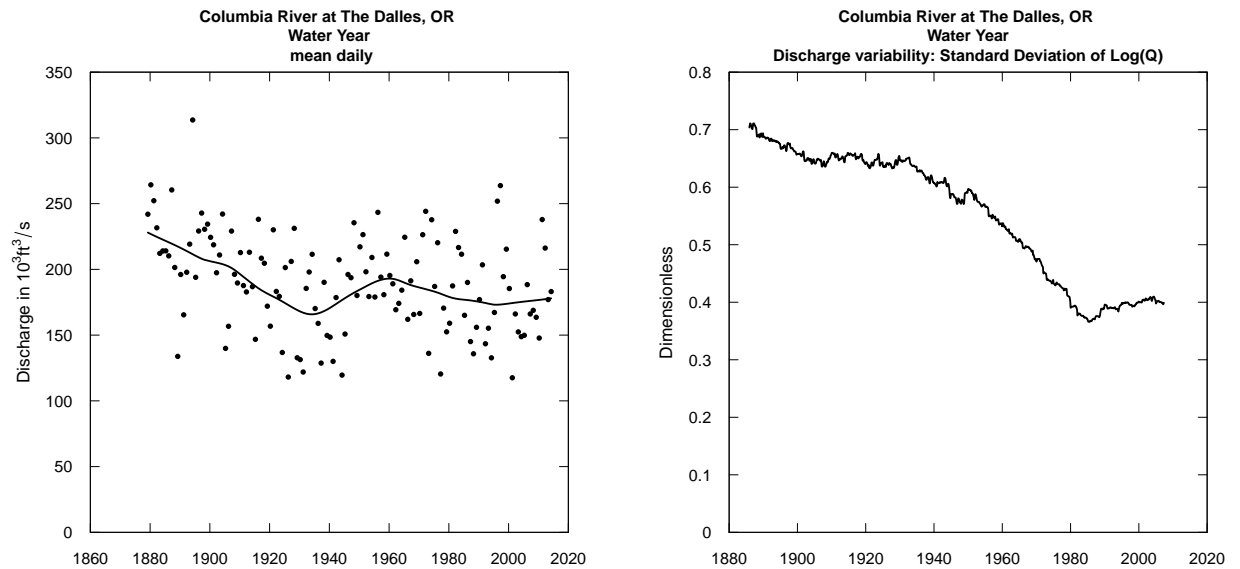 Columbia River at The Dalles, OR
Water Year
mean daily
350
300
250
200
150
100
50
0
Discharge in 10³ft³/s
1860 1880 1900 1920 1940 1960 1980 2000 2020
Columbia River at The Dalles, OR
Water Year
Discharge variability: Standard Deviation of Log(Q)
0.8
0.7
0.6
0.5
0.4
0.3
0.2
0.1
0
Dimensionless
1880 1900 1920 1940 1960 1980 2000 2020